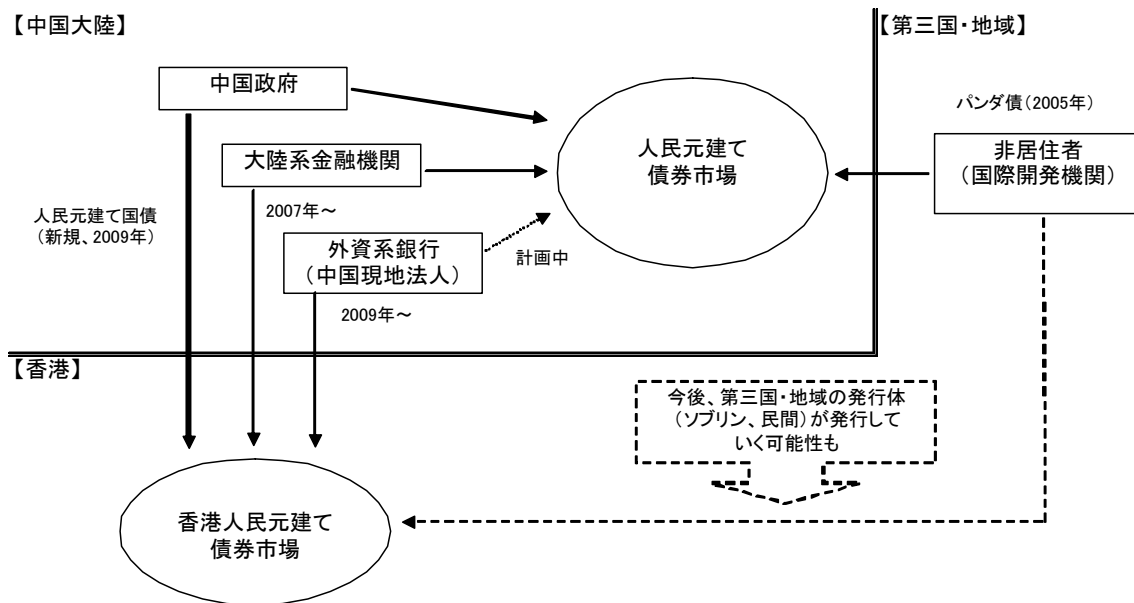 【中国大陸】
【第三国・地域】
中国政府
パンダ債(2005年)
人民元建て
債券市場
非居住者
(国際開発機関)
大陸系金融機関
2007年～
人民元建て国債
(新規、2009年)
外資系銀行
(中国現地法人)
計画中
2009年～
【香港】
今後、第三国・地域の発行体
(ソブリン、民間)が発行して
いく可能性も
香港人民元建て
債券市場